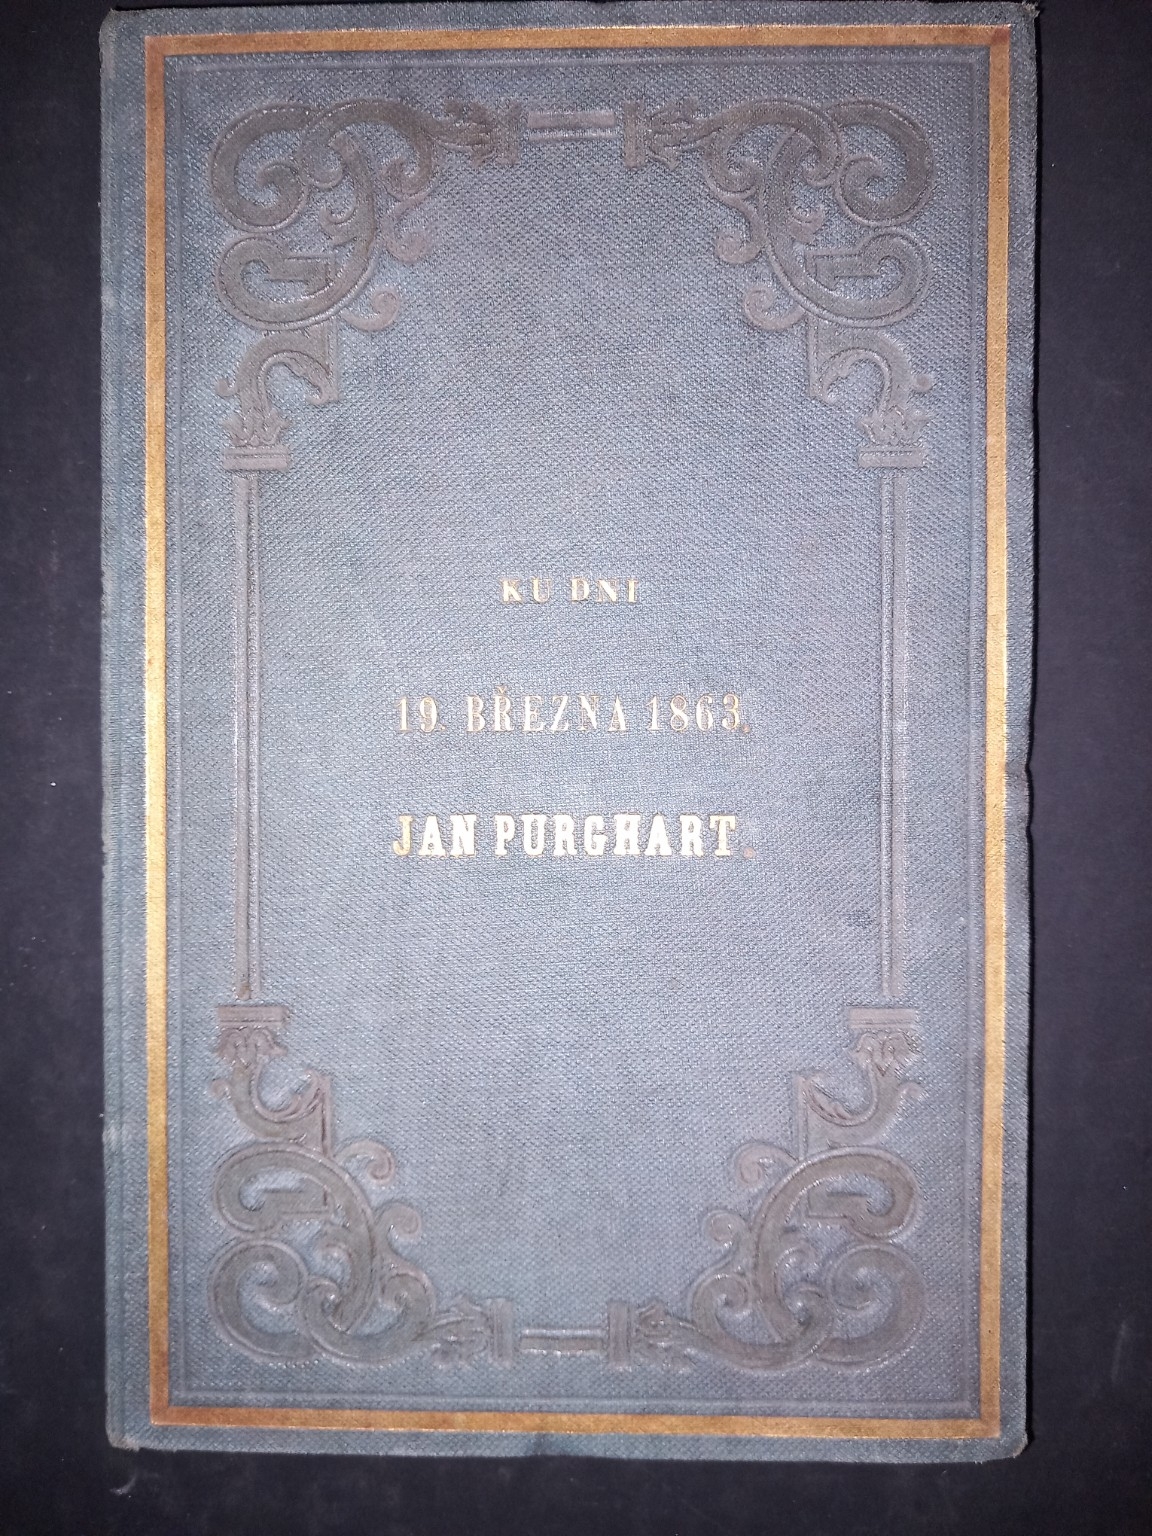 KU DNI
19. BŘEZNA 1863.
JAN PURGHART.